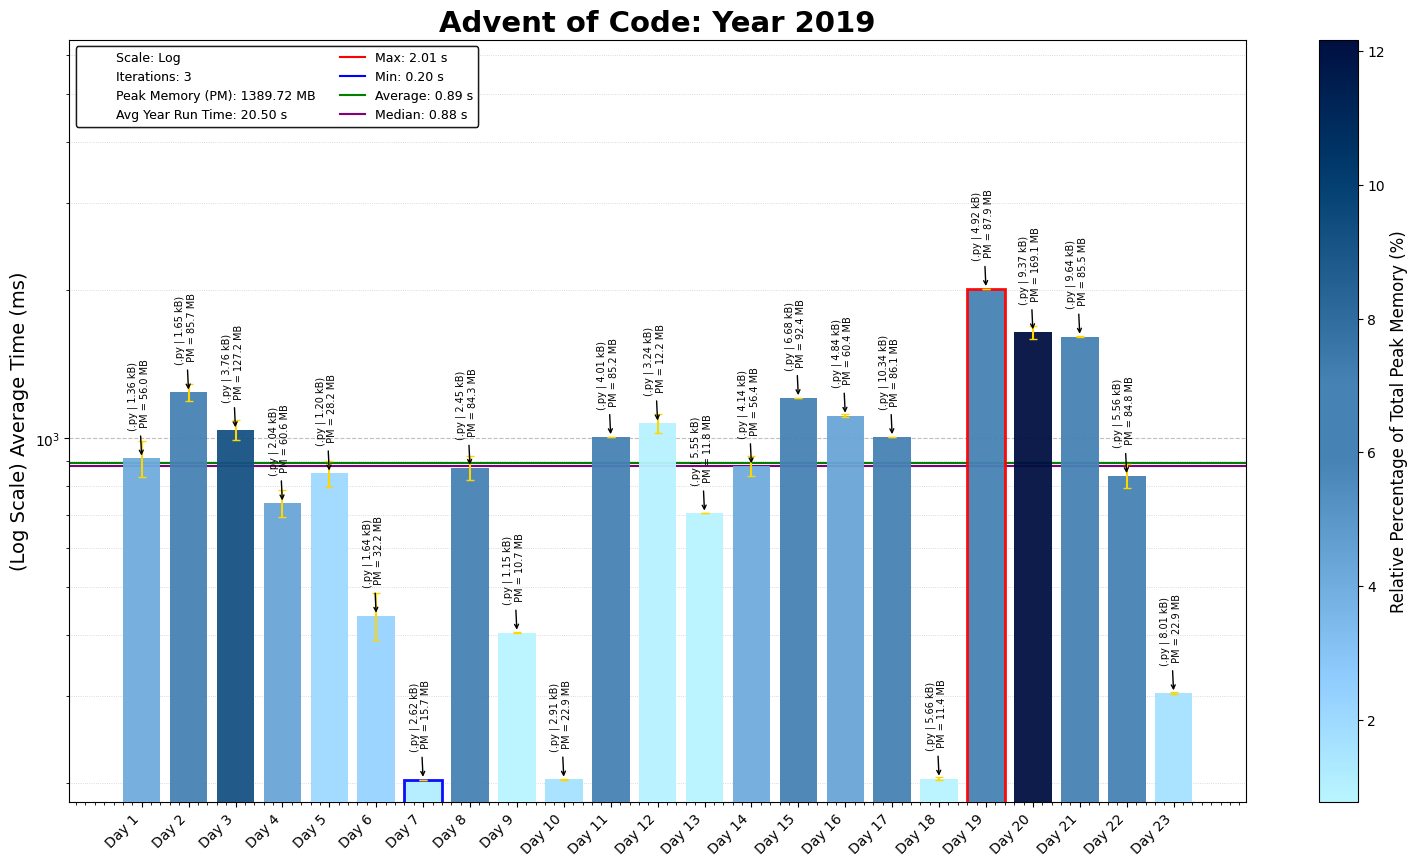 Advent of Code: Year 2019
Scale: Log
Iterations: 3
Peak Memory (PM): 1389.72 MB
Avg Year Run Time: 20.50 s
Max: 2.01 s
Min: 0.20 s
Average: 0.89 s
Median: 0.88 s
(Log Scale) Average Time (ms)
10³
(.py | 1.36 kB)
PM = 56.0 MB
(.py | 1.65 kB)
PM = 85.7 MB
(.py | 3.76 kB)
PM = 127.2 MB
(.py | 2.04 kB)
PM = 60.6 MB
(.py | 1.20 kB)
PM = 28.2 MB
(.py | 1.64 kB)
PM = 32.2 MB
(.py | 2.62 kB)
PM = 15.7 MB
(.py | 2.45 kB)
PM = 84.3 MB
(.py | 1.15 kB)
PM = 10.7 MB
(.py | 2.91 kB)
PM = 22.9 MB
(.py | 4.01 kB)
PM = 85.2 MB
(.py | 3.24 kB)
PM = 12.2 MB
(.py | 5.55 kB)
PM = 11.8 MB
(.py | 4.14 kB)
PM = 56.4 MB
(.py | 6.68 kB)
PM = 92.4 MB
(.py | 4.84 kB)
PM = 60.4 MB
(.py | 10.34 kB)
PM = 86.1 MB
(.py | 5.66 kB)
PM = 11.4 MB
(.py | 4.92 kB)
PM = 87.9 MB
(.py | 9.37 kB)
PM = 169.1 MB
(.py | 9.64 kB)
PM = 85.5 MB
(.py | 5.56 kB)
PM = 84.8 MB
(.py | 8.01 kB)
PM = 22.9 MB
Day 1
Day 2
Day 3
Day 4
Day 5
Day 6
Day 7
Day 8
Day 9
Day 10
Day 11
Day 12
Day 13
Day 14
Day 15
Day 16
Day 17
Day 18
Day 19
Day 20
Day 21
Day 22
Day 23
12
10
8
6
4
2
Relative Percentage of Total Peak Memory (%)